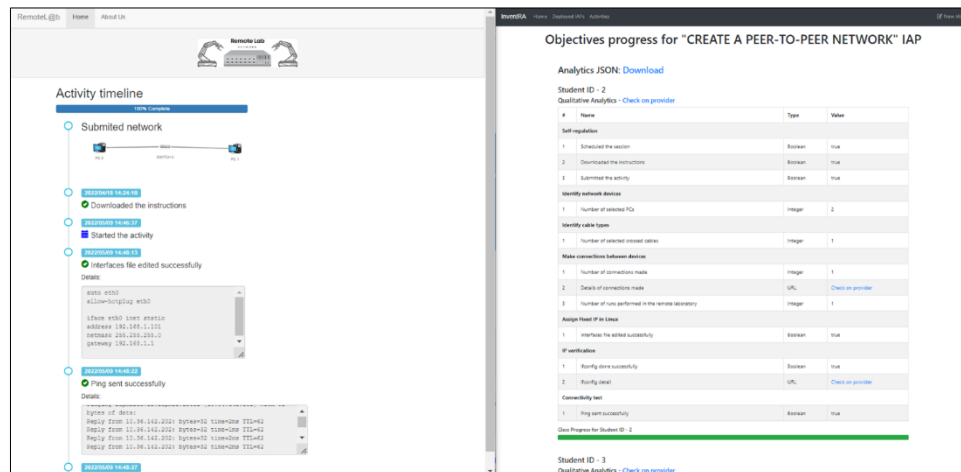 RemoteL@b Home About Us
Remote Lab
Activity timeline
100% Complete
Submited network
PC 1
2022/04/18 14:24:18
Downloaded the instructions
2022/05/09 14:46:37
Started the activity
2022/05/09 14:48:13
Interfaces file edited successfully
Details:
auto eth0
allow-hotplug eth0
iface eth0 inet static
address 192.168.1.101
netmask 255.255.255.0
gateway 192.168.1.1
2022/05/09 14:48:22
Ping sent successfully
Details:
bytes of data:
Reply from 10.36.142.202: bytes=32 time=2ms TTL=62
Reply from 10.36.142.202: bytes=32 time=1ms TTL=62
Reply from 10.36.142.202: bytes=32 time=2ms TTL=62
Reply from 10.36.142.202: bytes=32 time=2ms TTL=62
2022/05/09 14:48:27
InvenRA Home Deployed IAPs Activities
Objectives progress for "CREATE A PEER-TO-PEER NETWORK" IAP
Analytics JSON: Download
Student ID - 2
Qualitative Analytics - Check on provider
# Name Type Value
Self-regulation
1 Scheduled the session Boolean true
2 Downloaded the instructions Boolean true
3 Submitted the activity Boolean true
Identify network devices
1 Number of selected PCs Integer 2
Identify cable types
1 Number of selected crossed cables Integer 1
Make connections between devices
1 Number of connections made Integer 1
2 Details of connections made URL Check on provider
3 Number of runs performed in the remote laboratory Integer 1
Assign Fixed IP in Linux
1 Interfaces file edited successfully Boolean true
IP verification
1 Ifconfig done successfully Boolean true
2 Ifconfig detail URL Check on provider
Connectivity test
1 Ping sent successfully Boolean true
Class Progress for Student ID - 2
Student ID - 3
Qualitative Analytics - Check on provider